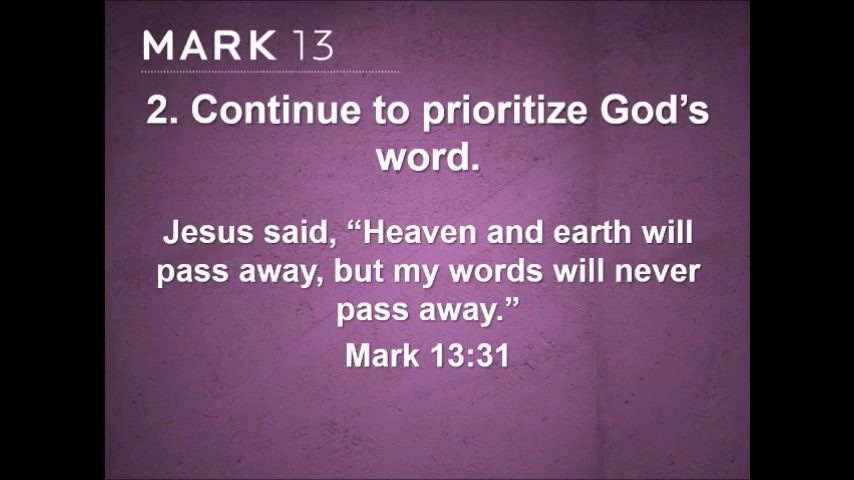 MARK 13
2. Continue to prioritize God’s
word.
Jesus said, “Heaven and earth will
pass away, but my words will never
pass away.”
Mark 13:31